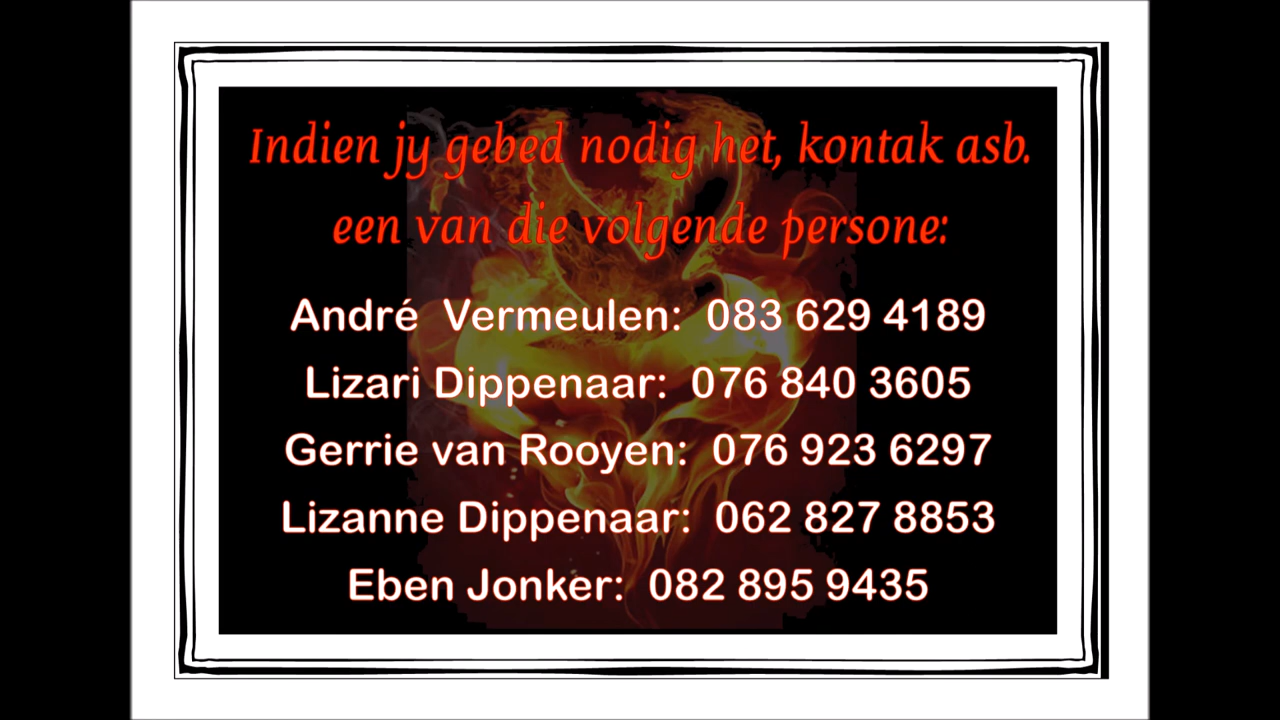 Indien jy gebed nodig het, kontak asb.
een van die volgende persone:
André Vermeulen: 083 629 4189
Lizari Dippenaar: 076 840 3605
Gerrie van Rooyen: 076 923 6297
Lizanne Dippenaar: 062 827 8853
Eben Jonker: 082 895 9435